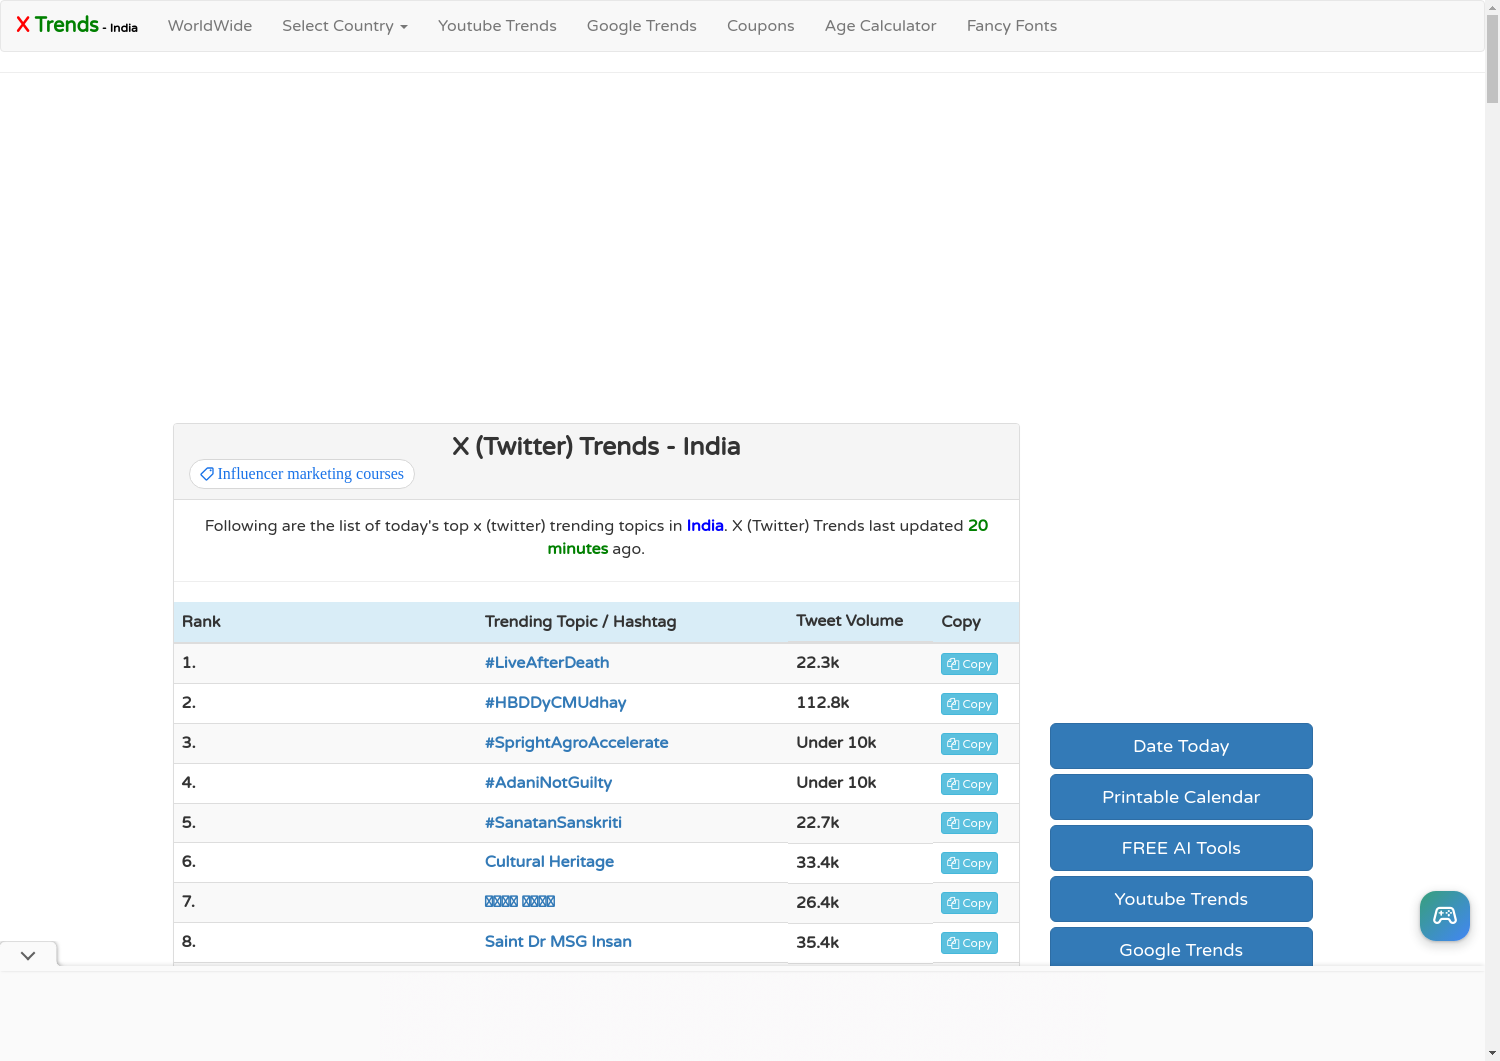 X Trends - India WorldWide Select Country Youtube Trends Google Trends Coupons Age Calculator Fancy Fonts
X (Twitter) Trends - India
Influencer marketing courses
Following are the list of today's top x (twitter) trending topics in India. X (Twitter) Trends last updated 20
minutes ago.
Rank Trending Topic / Hashtag Tweet Volume Copy
1. #LiveAfterDeath 22.3k Copy
2. #HBDDyCMUdhay 112.8k Copy
3. #SprightAgroAccelerate Under 10k Copy
4. #AdaniNotGuilty Under 10k Copy
5. #SanatanSanskriti 22.7k Copy
6. Cultural Heritage 33.4k Copy
7. 26.4k Copy
8. Saint Dr MSG Insan 35.4k Copy
Date Today
Printable Calendar
FREE AI Tools
Youtube Trends
Google Trends